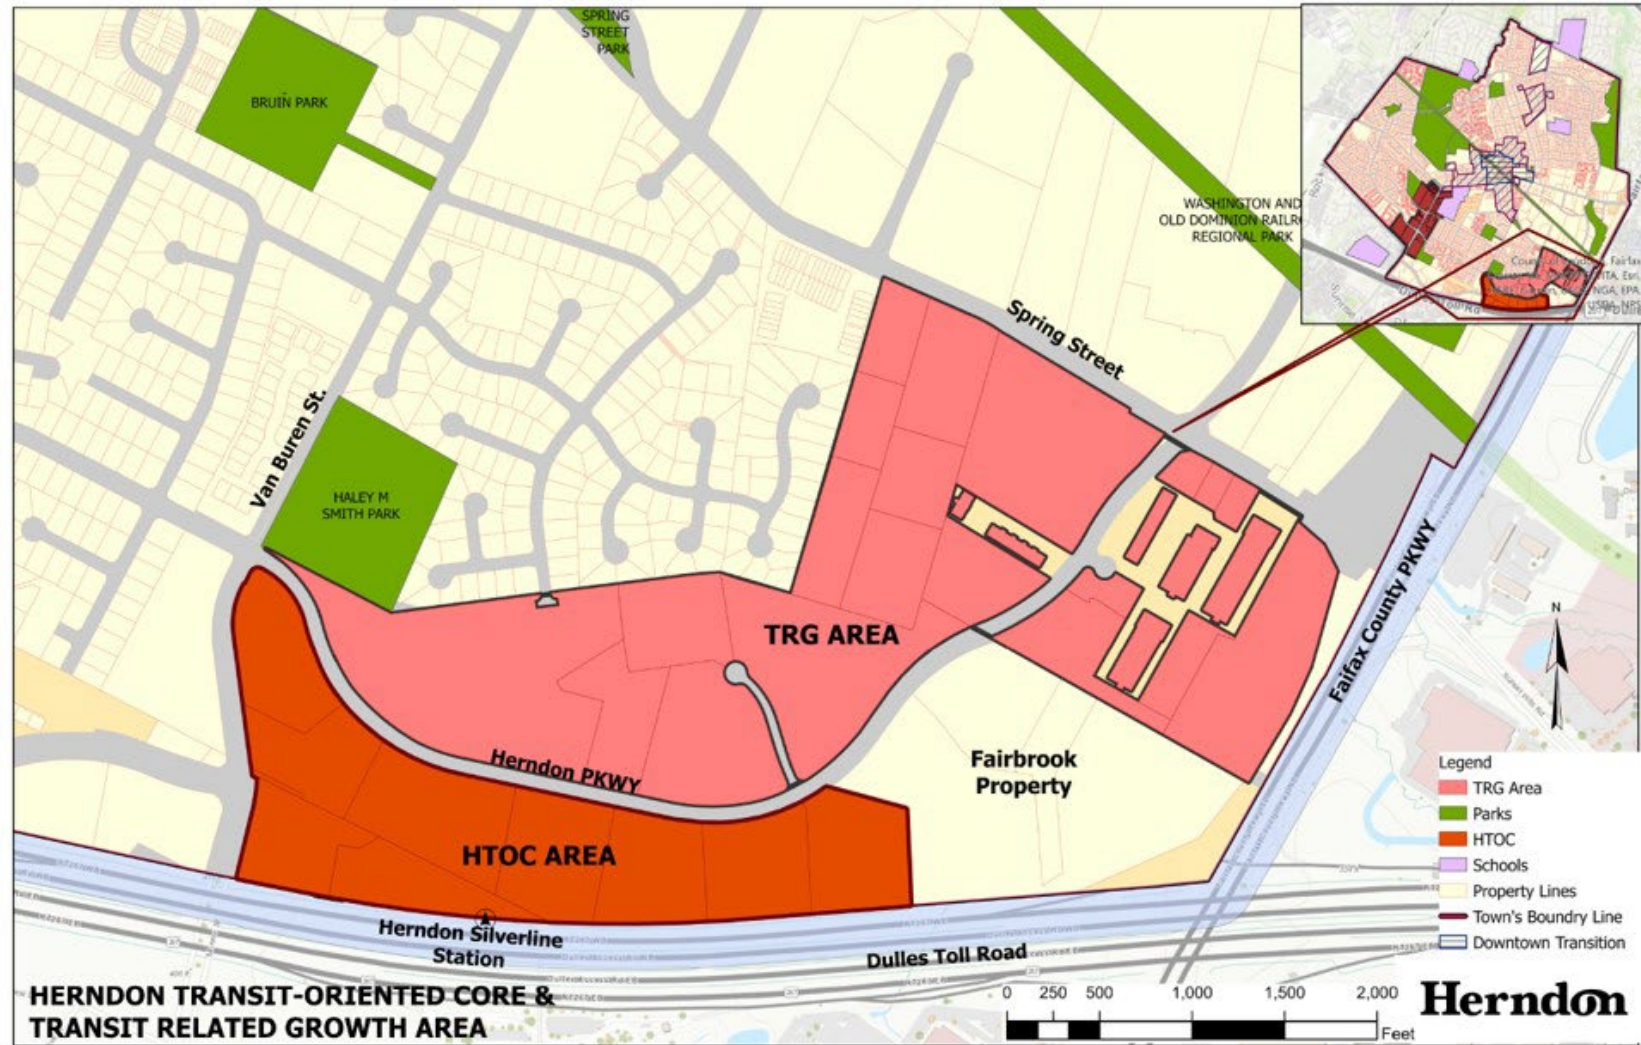 SPRING
STREET
PARK
BRUIN PARK
WASHINGTON AND
OLD DOMINION RAILR
REGIONAL PARK
Spring Street
Van Buren St.
HALEY M
SMITH PARK
TRG AREA
Faifax County PKWY
N
Herndon PKWY
Fairbrook
Property
HTOC AREA
Herndon Silverline
Station
Dulles Toll Road
Legend
TRG Area
Parks
HTOC
Schools
Property Lines
Town's Boundry Line
Downtown Transition
HERNDON TRANSIT-ORIENTED CORE &
TRANSIT RELATED GROWTH AREA
0 250 500 1,000 1,500 2,000
Feet
Herndon